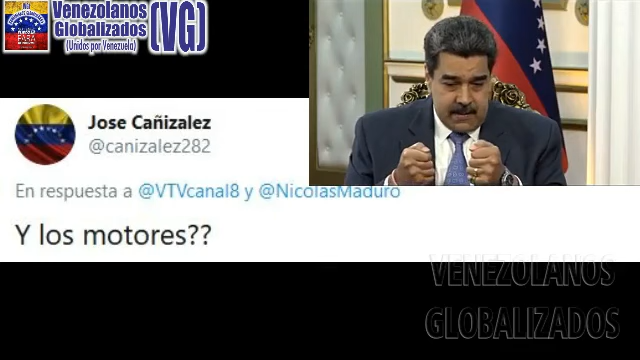 Venezolanos
Globalizados
(Unidos por Venezuela)
(VG)
Jose Cañizalez
@canizalez282
En respuesta a @VTVcanal8 y @NicolasMaduro
Y los motores??
VENEZOLANOS
GLOBALIZADOS